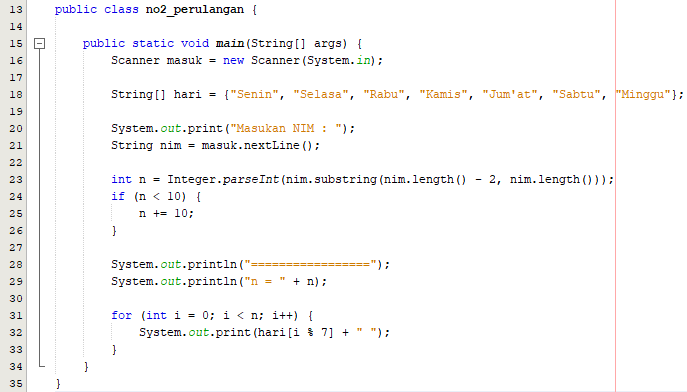 13 public class no2_perulangan {
14
15 public static void main(String[] args) {
16 Scanner masuk = new Scanner(System.in);
17
18 String[] hari = {"Senin", "Selasa", "Rabu", "Kamis", "Jum'at", "Sabtu", "Minggu"};
19
20 System.out.print("Masukan NIM : ");
21 String nim = masuk.nextLine();
22
23 int n = Integer.parseInt(nim.substring(nim.length() - 2, nim.length()));
24 if (n < 10) {
25 n += 10;
26 }
27
28 System.out.println("=================");
29 System.out.println("n = " + n);
30
31 for (int i = 0; i < n; i++) {
32 System.out.print(hari[i % 7] + " ");
33 }
34 }
35 }